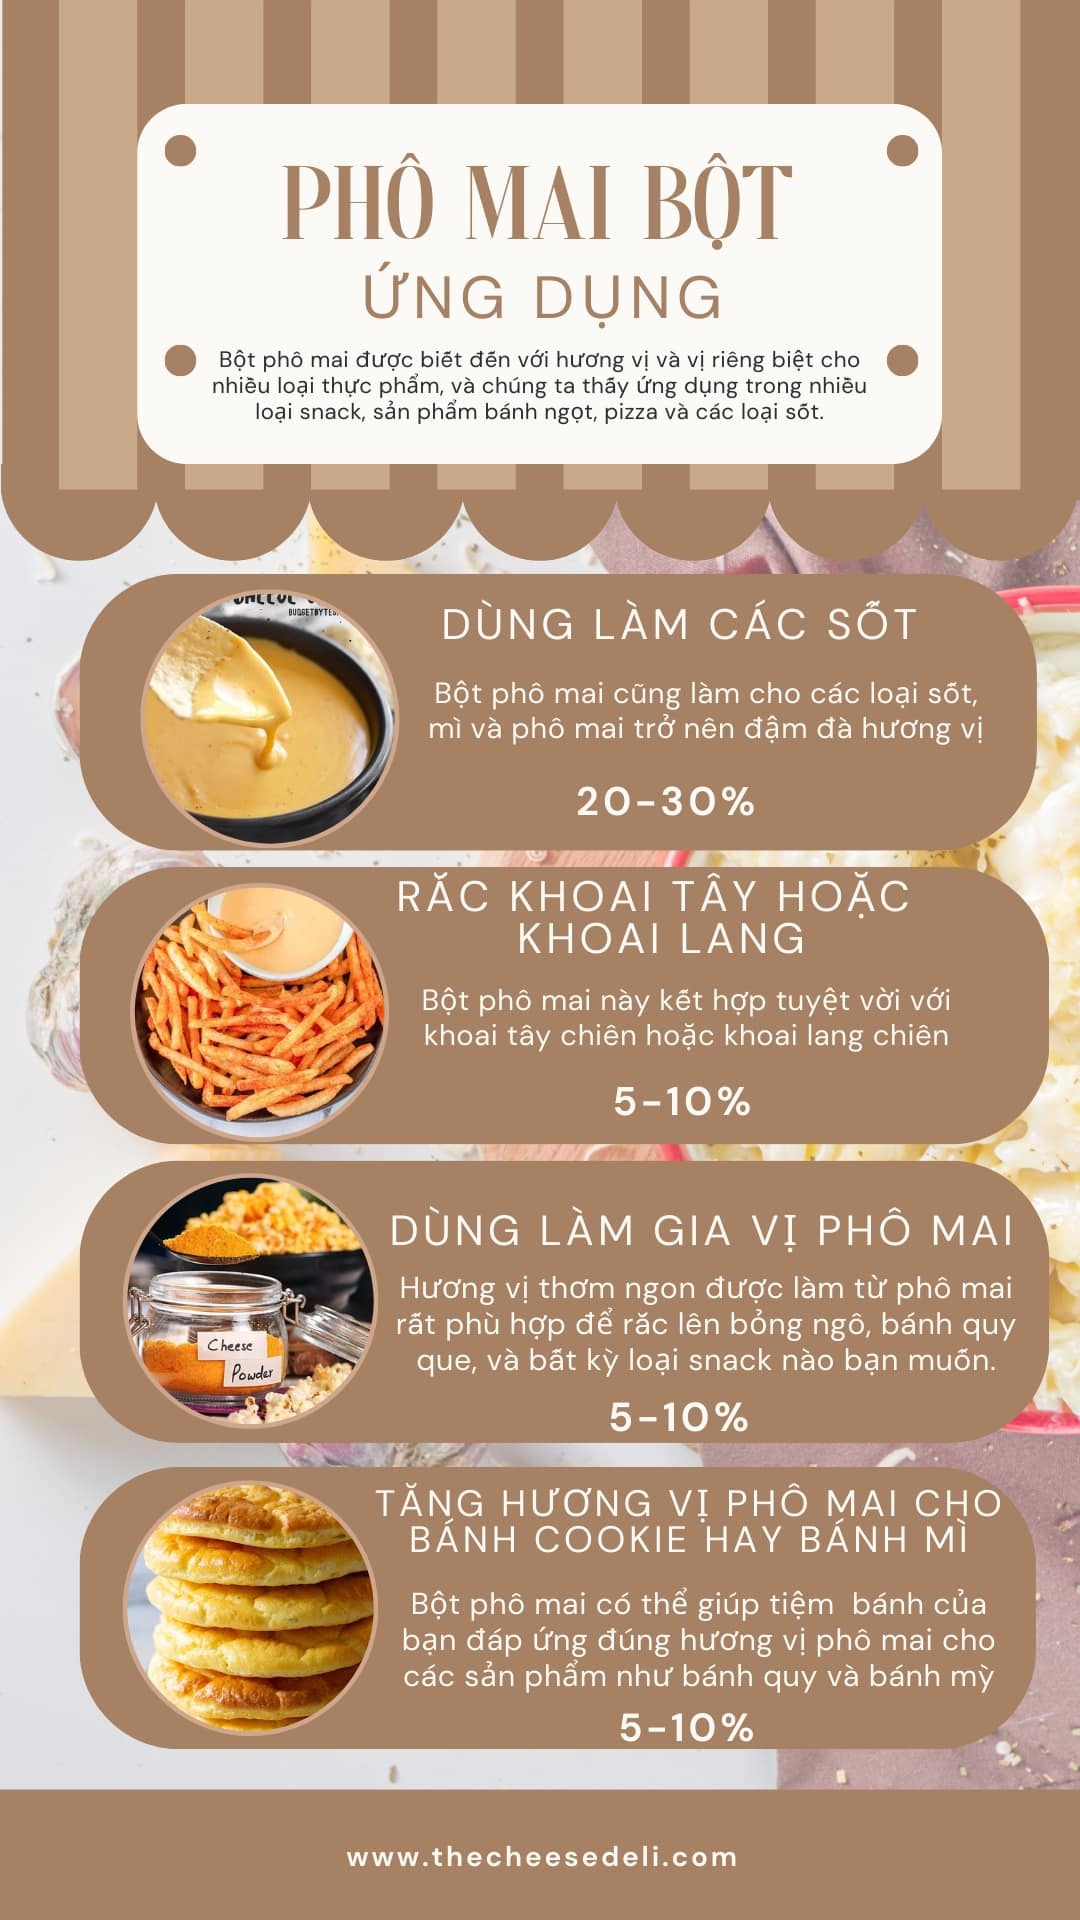 PHÔ MAI BỘT
ỨNG DỤNG
Bột phô mai được biết đến với hương vị và vị riêng biệt cho
nhiều loại thực phẩm, và chúng ta thấy ứng dụng trong nhiều
loại snack, sản phẩm bánh ngọt, pizza và các loại sốt.
BUDGETBYTES
DÙNG LÀM CÁC SỐT
Bột phô mai cũng làm cho các loại sốt,
mì và phô mai trở nên đậm đà hương vị
20-30%
RẮC KHOAI TÂY HOẶC
KHOAI LANG
Bột phô mai này kết hợp tuyệt vời với
khoai tây chiên hoặc khoai lang chiên
5-10%
DÙNG LÀM GIA VỊ PHÔ MAI
Hương vị thơm ngon được làm từ phô mai
rất phù hợp để rắc lên bỏng ngô, bánh quy
que, và bất kỳ loại snack nào bạn muốn.
Cheese
Powder
5-10%
TĂNG HƯƠNG VỊ PHÔ MAI CHO
BÁNH COOKIE HAY BÁNH MÌ
Bột phô mai có thể giúp tiệm bánh của
bạn đáp ứng đúng hương vị phô mai cho
các sản phẩm như bánh quy và bánh mỳ
5-10%
www.thecheesedeli.com